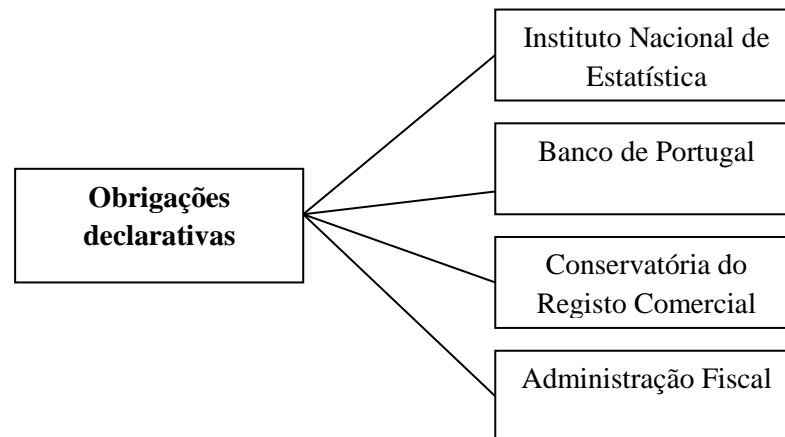 Instituto Nacional de
Estatística
Banco de Portugal
Obrigações
declarativas
Conservatória do
Registo Comercial
Administração Fiscal